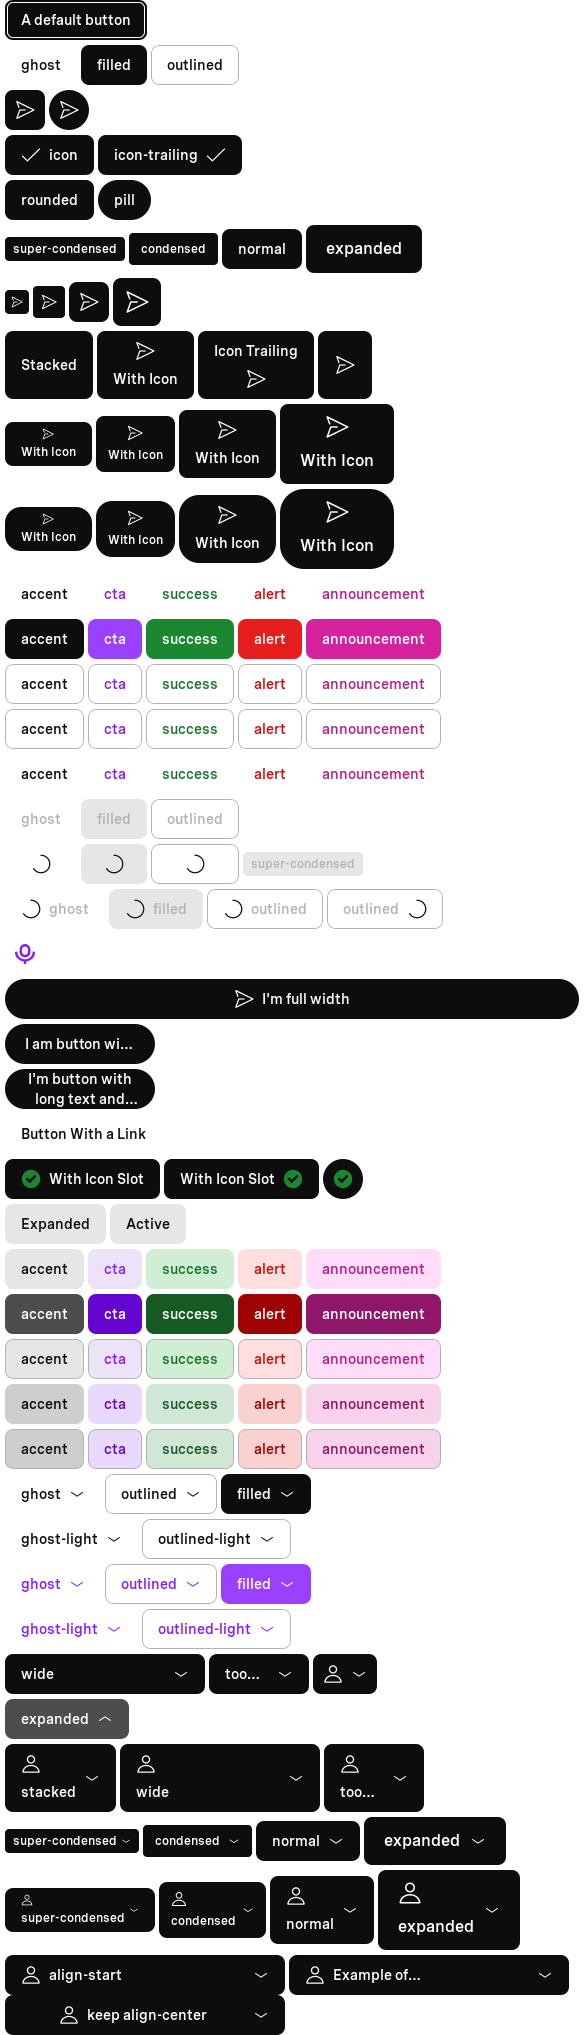 A default button
ghost filled outlined
icon icon-trailing
rounded pill
super-condensed condensed normal expanded
Stacked With Icon Icon Trailing
With Icon With Icon With Icon With Icon
With Icon With Icon With Icon With Icon
accent cta success alert announcement
accent cta success alert announcement
accent cta success alert announcement
accent cta success alert announcement
accent cta success alert announcement
ghost filled outlined
super-condensed
ghost filled outlined outlined
I'm full width
I am button wi...
I'm button with
long text and...
Button With a Link
With Icon Slot With Icon Slot
Expanded Active
accent cta success alert announcement
accent cta success alert announcement
accent cta success alert announcement
accent cta success alert announcement
accent cta success alert announcement
ghost outlined filled
ghost-light outlined-light
ghost outlined filled
ghost-light outlined-light
wide too...
expanded
stacked wide too...
super-condensed condensed normal expanded
super-condensed condensed normal expanded
align-start Example of...
keep align-center